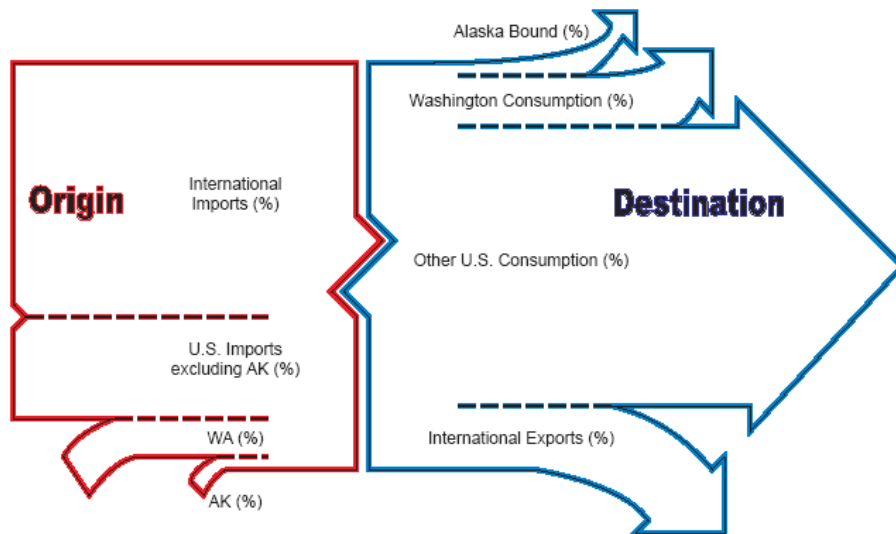 Origin
International
Imports (%)
U.S. Imports
excluding AK (%)
WA (%)
AK (%)
Alaska Bound (%)
Washington Consumption (%)
Destination
Other U.S. Consumption (%)
International Exports (%)